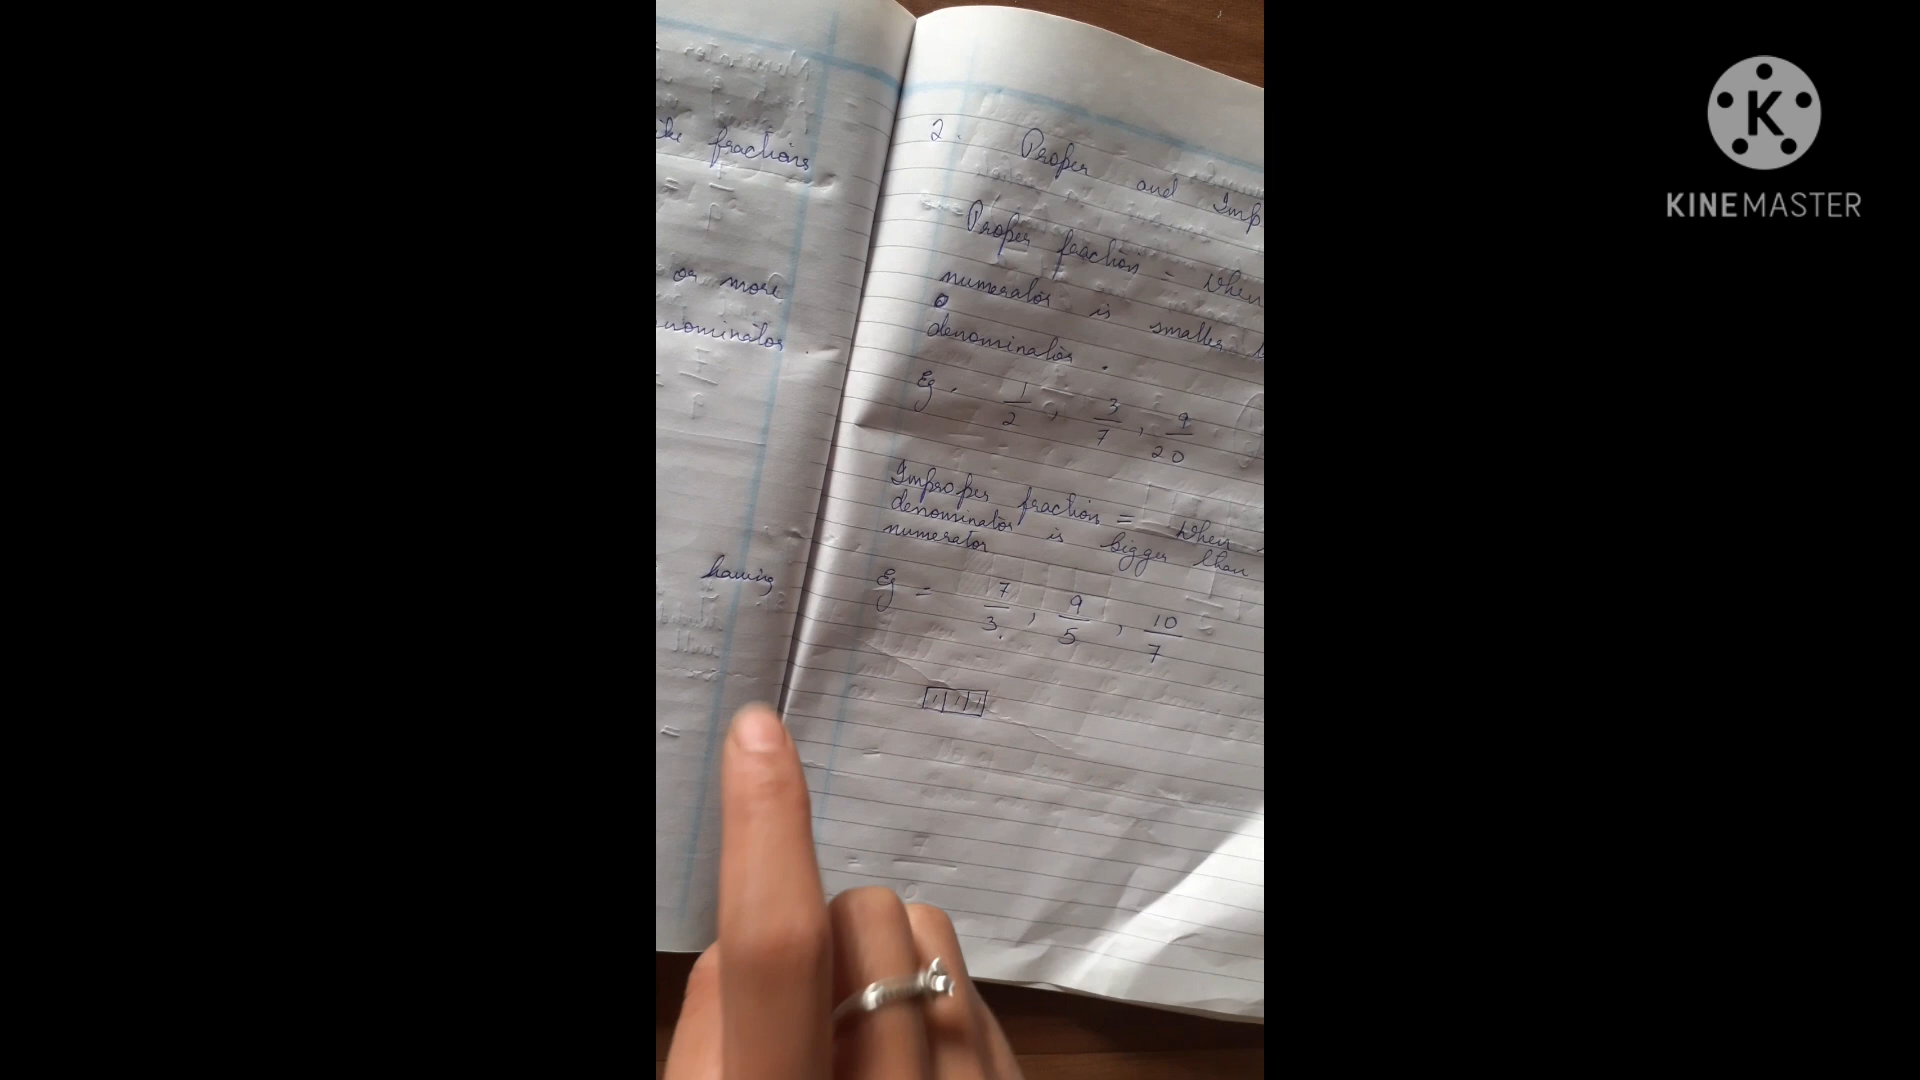 fractions
or more
having
2. Proper and Imp
Proper fraction - When
numerator is smaller
denominator.
Eg. 1/2, 3/7, 9/20
Improper fraction = When
denominator is bigger than
numerator
Eg = 7/3, 9/5, 10/7
K
KINEMASTER